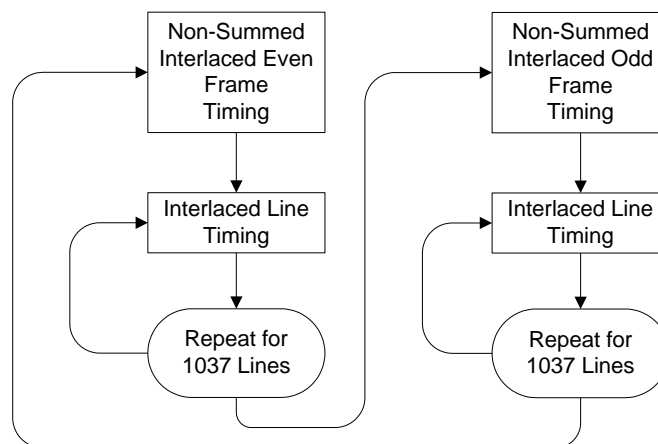 Non-Summed
Interlaced Even
Frame
Timing
Interlaced Line
Timing
Repeat for
1037 Lines
Non-Summed
Interlaced Odd
Frame
Timing
Interlaced Line
Timing
Repeat for
1037 Lines